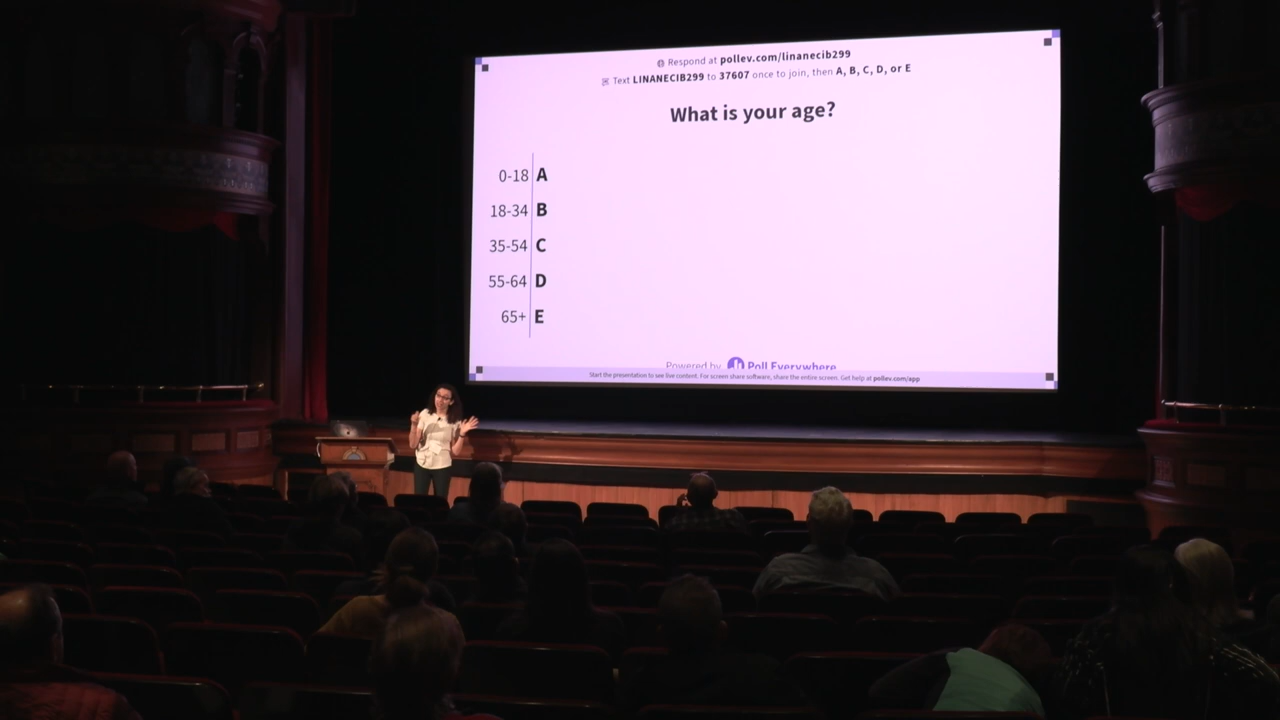 Respond at pollev.com/linanecib299
Text LINANECIB299 to 37607 once to join, then A, B, C, D, or E
What is your age?
0-18 A
18-34 B
35-54 C
55-64 D
65+ E
Powered by Poll Everywhere
Start the presentation to see live content. For screen share software, share the entire screen. Get help at pollev.com/app